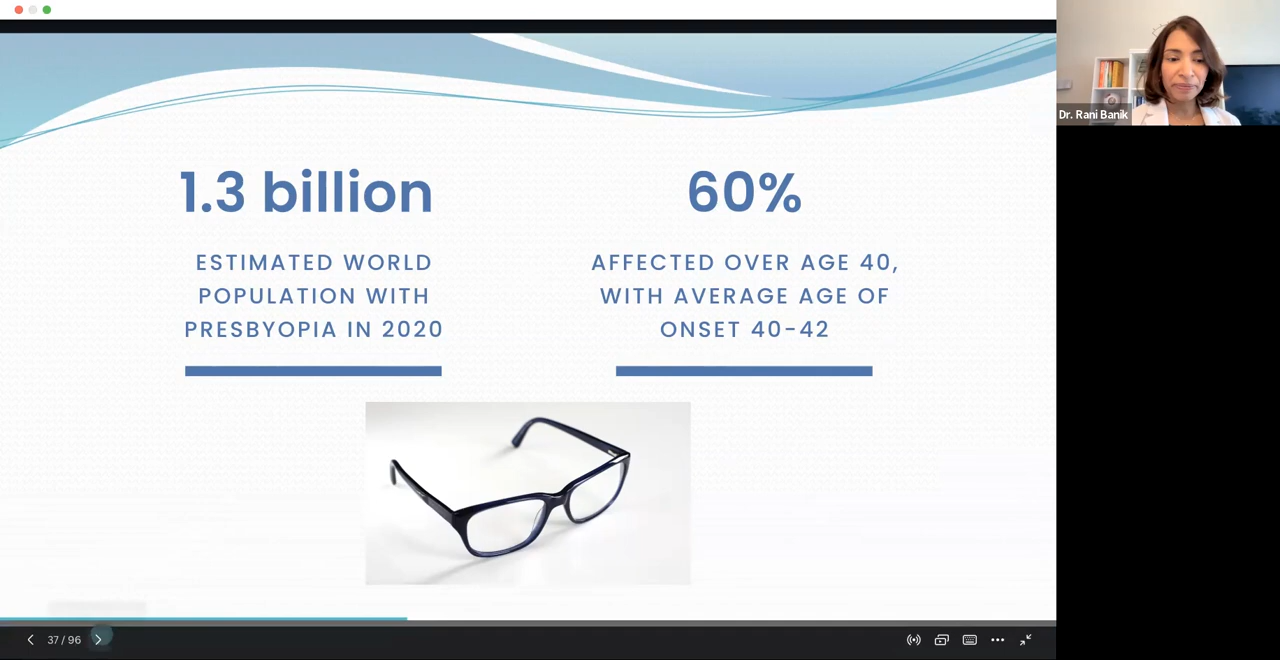 1.3 billion
ESTIMATED WORLD
POPULATION WITH
PRESBYOPIA IN 2020
60%
AFFECTED OVER AGE 40,
WITH AVERAGE AGE OF
ONSET 40-42
Dr. Rani Banik
37 / 96